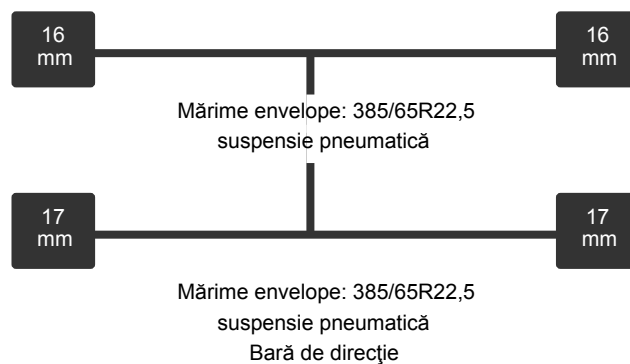 16
mm
16
mm
Mărime envelope: 385/65R22,5
suspensie pneumatică
17
mm
17
mm
Mărime envelope: 385/65R22,5
suspensie pneumatică
Bară de direcţie